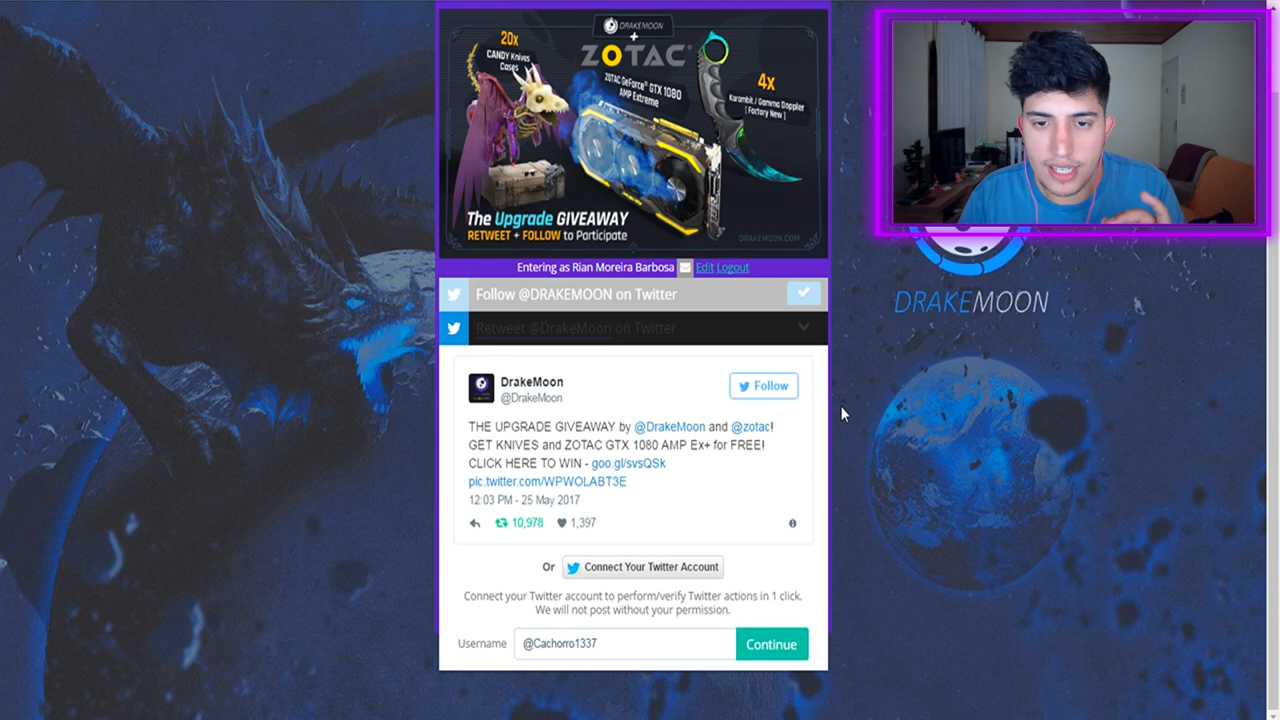 DRAKEMOON
+
ZOTAC
20x
CANDY Knives
Cases
ZOTAC GeForce® GTX 1080
AMP Extreme
4x
Karambit / Gamma Doppler
[ Factory New ]
The Upgrade GIVEAWAY
RETWEET + FOLLOW to Participate
DRAKEMOON.COM
Entering as Rian Moreira Barbosa Edit Logout
Follow @DRAKEMOON on Twitter
Retweet @DrakeMoon on Twitter
DrakeMoon
@DrakeMoon
Follow
THE UPGRADE GIVEAWAY by @DrakeMoon and @zotac!
GET KNIVES and ZOTAC GTX 1080 AMP Ex+ for FREE!
CLICK HERE TO WIN - goo.gl/svsQSk
pic.twitter.com/WPWOLABT3E
12:03 PM - 25 May 2017
10,978 1,397
Or Connect Your Twitter Account
Connect your Twitter account to perform/verify Twitter actions in 1 click.
We will not post without your permission.
Username @Cachorro1337 Continue
DRAKEMOON